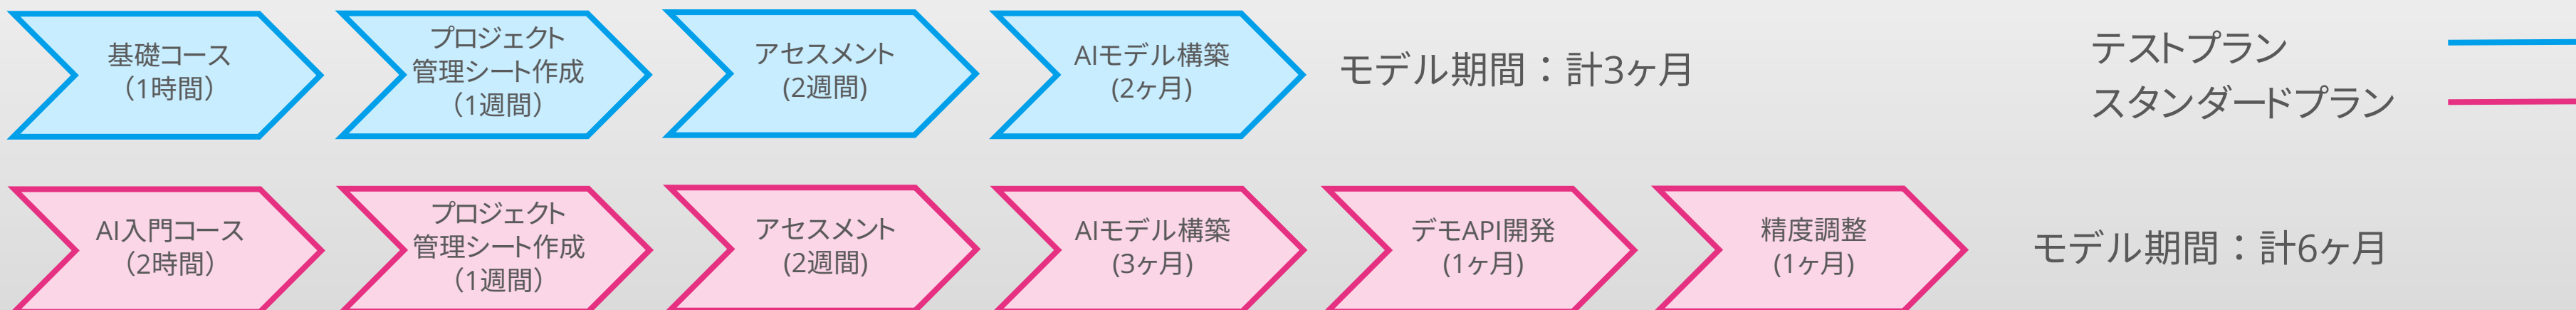 基礎コース
（1時間）
プロジェクト
管理シート作成
（1週間）
アセスメント
(2週間)
AIモデル構築
(2ヶ月)
モデル期間：計3ヶ月
テストプラン
スタンダードプラン
AI入門コース
（2時間）
プロジェクト
管理シート作成
（1週間）
アセスメント
(2週間)
AIモデル構築
(3ヶ月)
デモAPI開発
(1ヶ月)
精度調整
(1ヶ月)
モデル期間：計6ヶ月